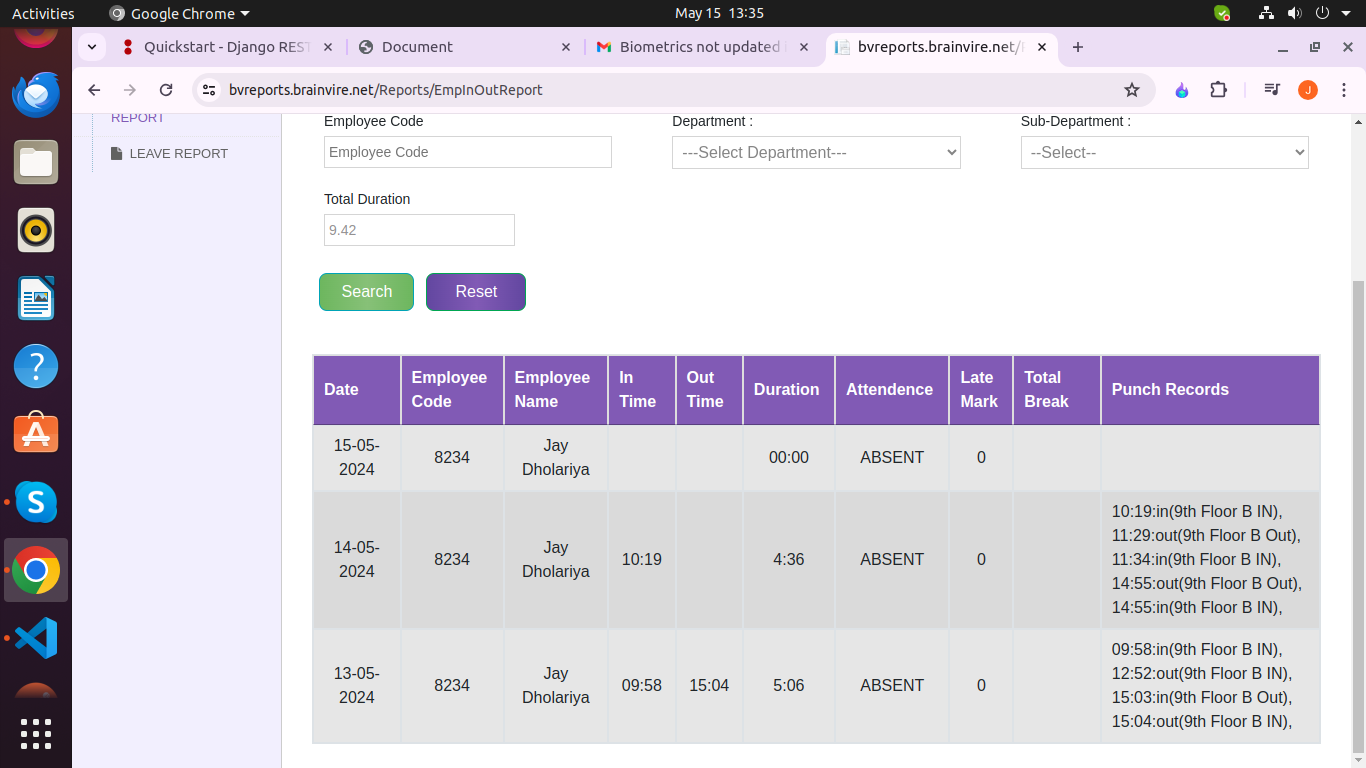 Activities
Google Chrome
May 15 13:35
Quickstart - Django REST
Document
Biometrics not updated
bvreports.brainvire.net/
bvreports.brainvire.net/Reports/EmpInOutReport
J
REPORT
LEAVE REPORT
Employee Code
Department :
Sub-Department :
Employee Code
---Select Department---
--Select--
Total Duration
9.42
Search
Reset
Date
Employee Code
Employee Name
In Time
Out Time
Duration
Attendence
Late Mark
Total Break
Punch Records
15-05-2024
8234
Jay Dholariya
00:00
ABSENT
0
14-05-2024
8234
Jay Dholariya
10:19
4:36
ABSENT
0
10:19:in(9th Floor B IN),
11:29:out(9th Floor B Out),
11:34:in(9th Floor B IN),
14:55:out(9th Floor B Out),
14:55:in(9th Floor B IN),
13-05-2024
8234
Jay Dholariya
09:58
15:04
5:06
ABSENT
0
09:58:in(9th Floor B IN),
12:52:out(9th Floor B IN),
15:03:in(9th Floor B Out),
15:04:out(9th Floor B IN),